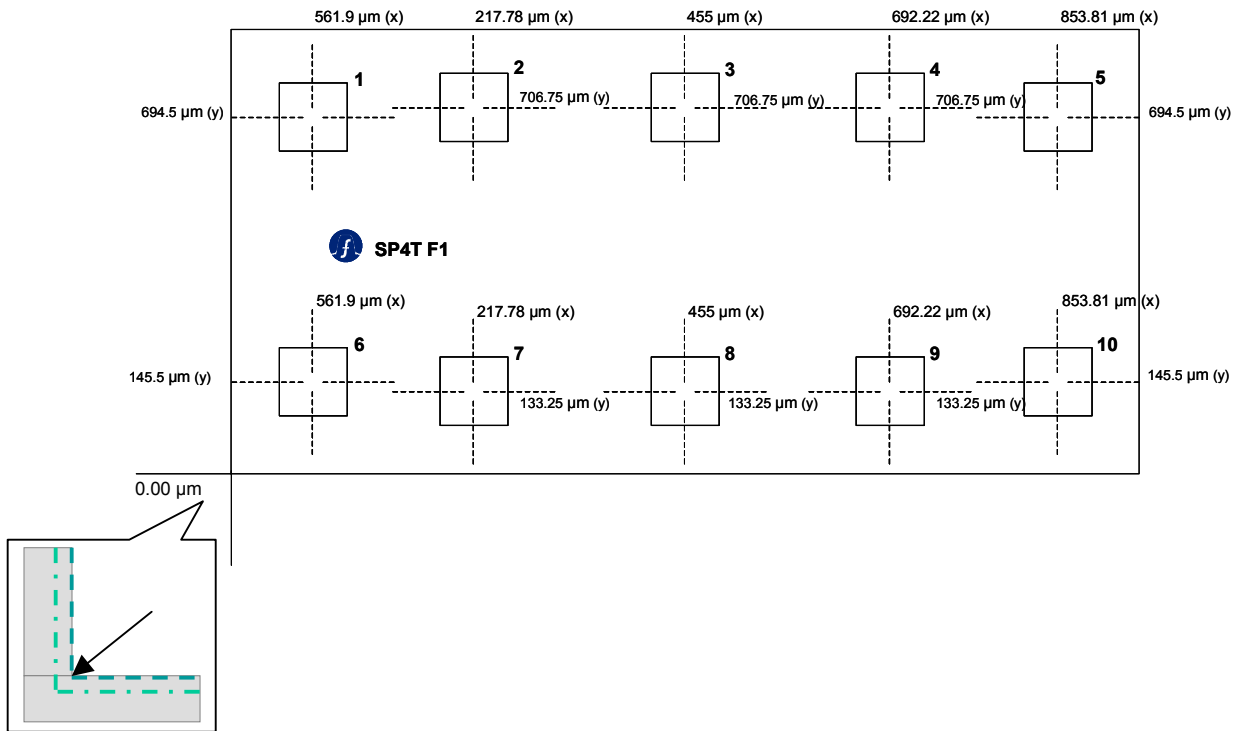 561.9 µm (x) 217.78 µm (x) 455 µm (x) 692.22 µm (x) 853.81 µm (x)
1 2 3 4 5
694.5 µm (y) 706.75 µm (y) 706.75 µm (y) 706.75 µm (y) 694.5 µm (y)
f SP4T F1
561.9 µm (x) 217.78 µm (x) 455 µm (x) 692.22 µm (x) 853.81 µm (x)
6 7 8 9 10
145.5 µm (y) 133.25 µm (y) 133.25 µm (y) 133.25 µm (y) 145.5 µm (y)
0.00 µm